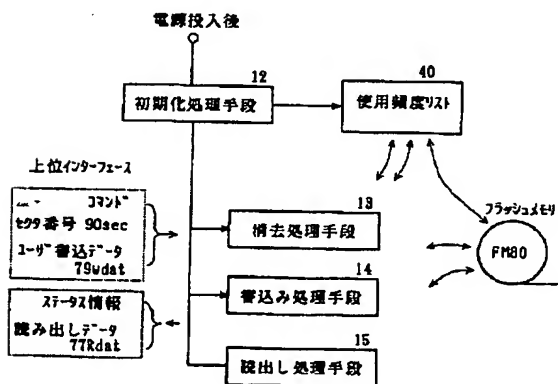 電源投入後
12
初期化処理手段
40
使用頻度リスト
上位インターフェース
コマンド
セクタ番号 90sec
ユーザ書込データ
79wdat
ステータス情報
読み出しデータ
77Rdat
13
消去処理手段
14
書込み処理手段
15
読出し処理手段
フラッシュメモリ
FM80